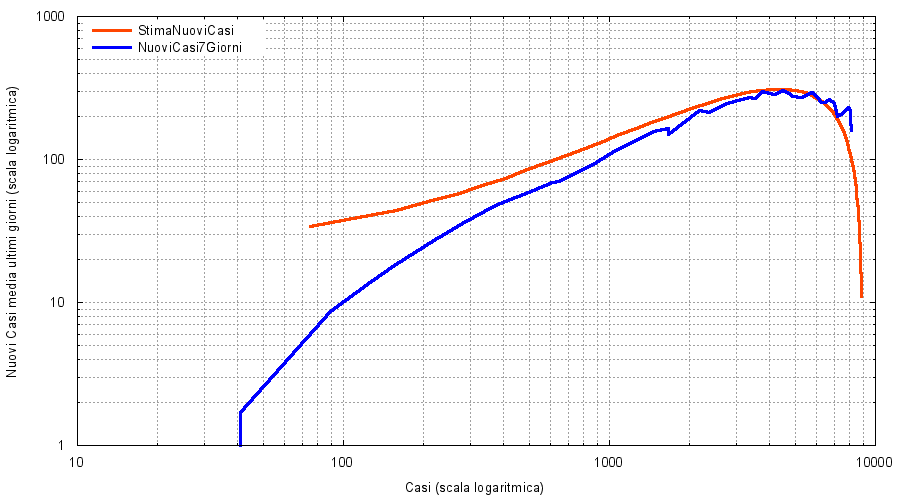 1000
100
10
1
StimaNuoviCasi
NuoviCasi7Giorni
Nuovi Casi media ultimi giorni (scala logaritmica)
10
100
1000
10000
Casi (scala logaritmica)